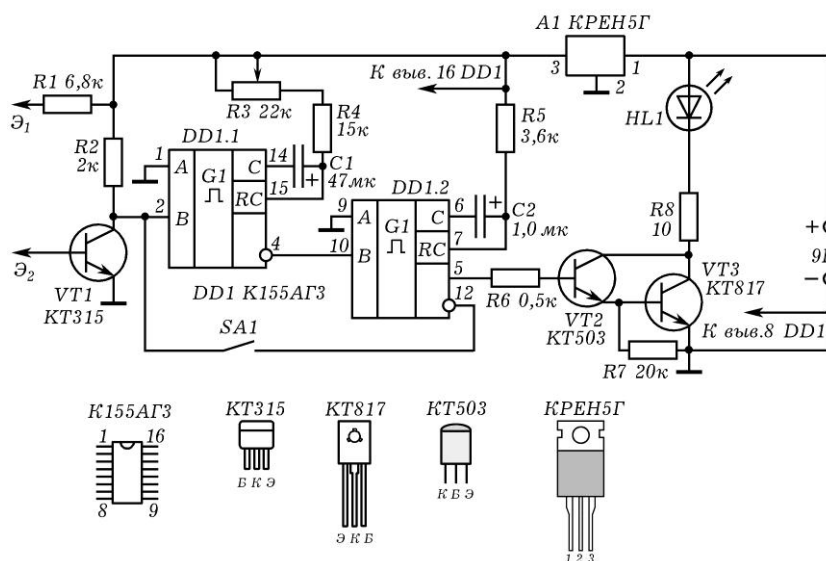 А1 КРЕН5Г
3
1
2
К выв. 16 DD1
R1 6,8к
Э1
R3 22к
R4
15к
R5
3,6к
HL1
R2
2к
DD1.1
1
A
G1
C
14
C1
47мк
RC
15
2
B
4
DD1.2
9
A
G1
C
6
C2
1,0 мк
RC
7
10
B
5
12
R8
10
+
9
−
Э2
VT1
КТ315
DD1 К155АГ3
SA1
R6 0,5к
VT2
КТ503
VT3
КТ817
К выв.8 DD1
R7 20к
К155АГ3
1
16
8
9
КТ315
Б К Э
КТ817
Э К Б
КТ503
К Б Э
КРЕН5Г
1 2 3